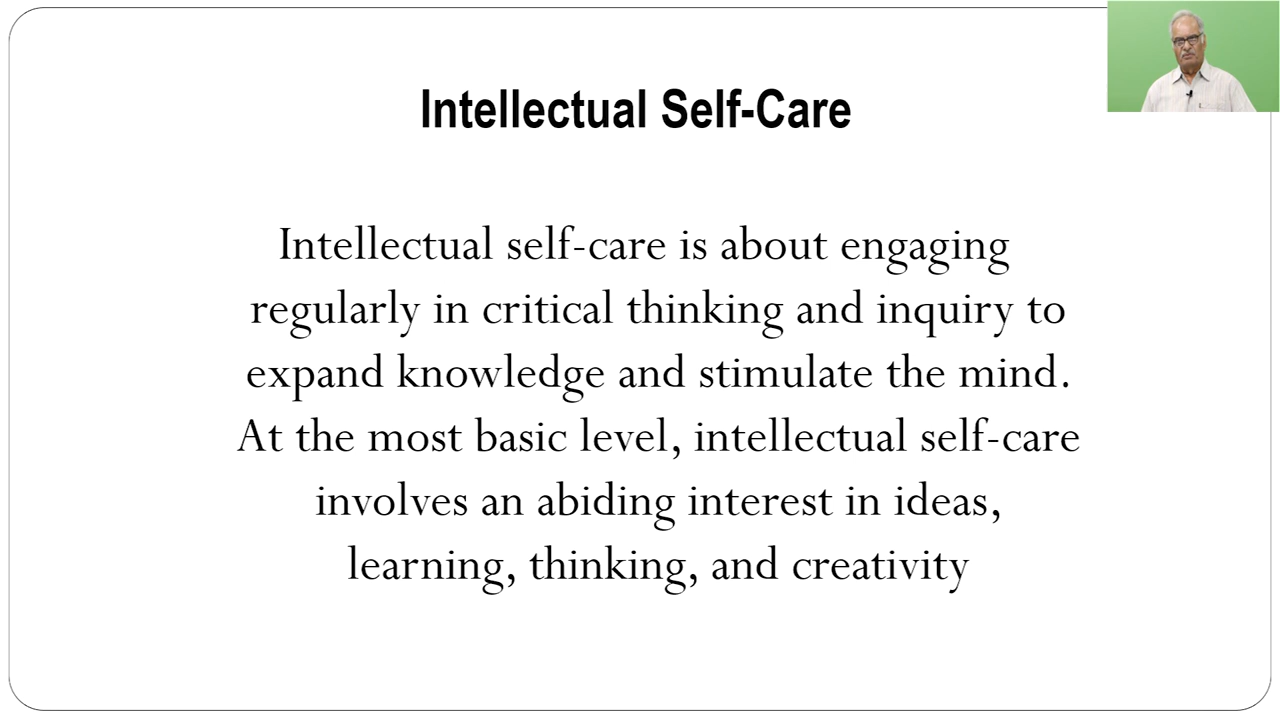 Intellectual Self-Care
Intellectual self-care is about engaging
regularly in critical thinking and inquiry to
expand knowledge and stimulate the mind.
At the most basic level, intellectual self-care
involves an abiding interest in ideas,
learning, thinking, and creativity